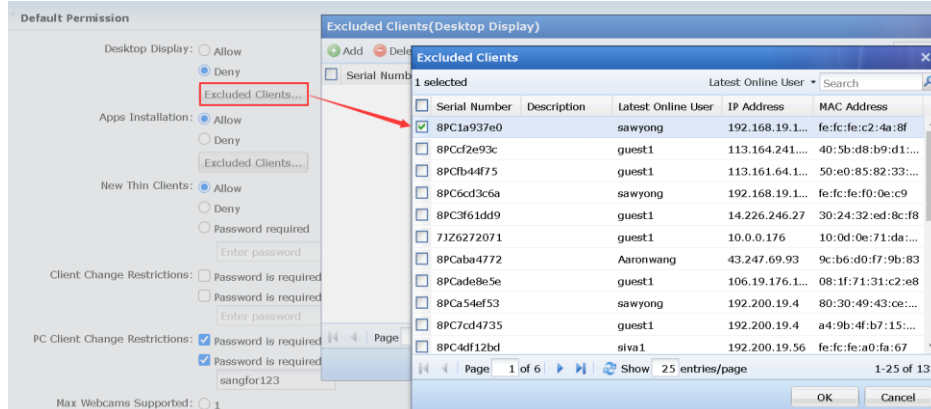 Default Permission
Desktop Display: Allow
Deny
Excluded Clients...
Apps Installation: Allow
Deny
Excluded Clients...
New Thin Clients: Allow
Deny
Password required
Enter password
Client Change Restrictions: Password is required
Password is required
Enter password
PC Client Change Restrictions: Password is required
Password is required
sangfor123
Max Webcams Supported: 1
Excluded Clients(Desktop Display)
Add Dele
Serial Numb
Page
Excluded Clients
1 selected Latest Online User Search
Serial Number Description Latest Online User IP Address MAC Address
8PC1a937e0 sawyong 192.168.19.1... fe:fc:fe:c2:4a:8f
8PCcf2e93c guest1 113.164.241.... 40:5b:d8:b9:d1:...
8PCfb44f75 guest1 113.161.64.1... 50:e0:85:82:33:...
8PC6cd3c6a sawyong 192.168.19.1... fe:fc:fe:f0:0e:c9
8PC3f61dd9 guest1 14.226.246.27 30:24:32:ed:8c:f8
7JZ6272071 guest1 10.0.0.176 10:0d:0e:71:da:...
8PCaba4772 Aaronwang 43.247.69.93 9c:b6:d0:f7:9b:83
8PCade8e5e guest1 106.19.176.1... 08:1f:71:31:c2:e8
8PCa54ef53 sawyong 192.200.19.4 80:30:49:43:ce:...
8PC7cd4735 guest1 192.200.19.4 a4:9b:4f:b7:15:...
8PC4df12bd siva1 192.200.19.56 fe:fc:fe:a0:fa:67
Page 1 of 6 Show 25 entries/page 1-25 of 13
OK Cancel